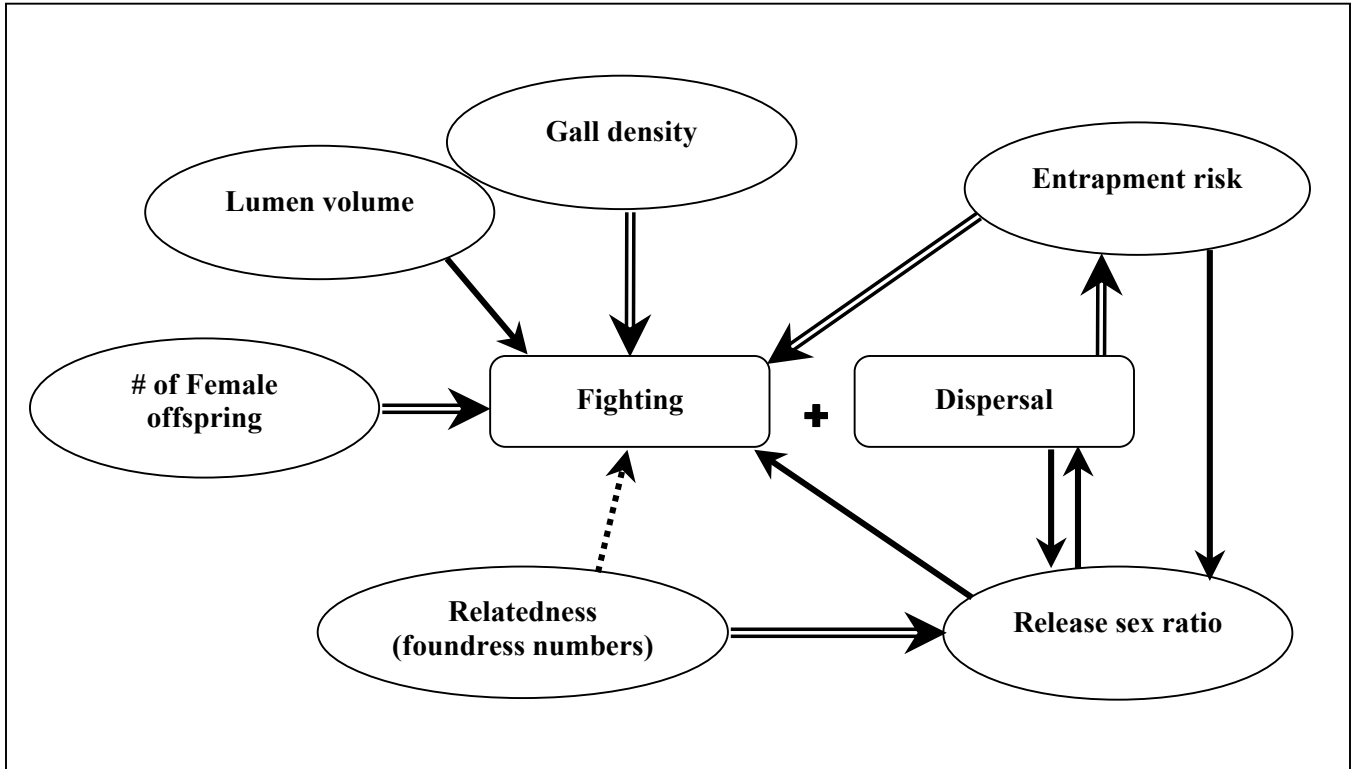 Gall density
Entrapment risk
Lumen volume
# of Female
offspring
Fighting
+
Dispersal
Relatedness
(foundress numbers)
Release sex ratio